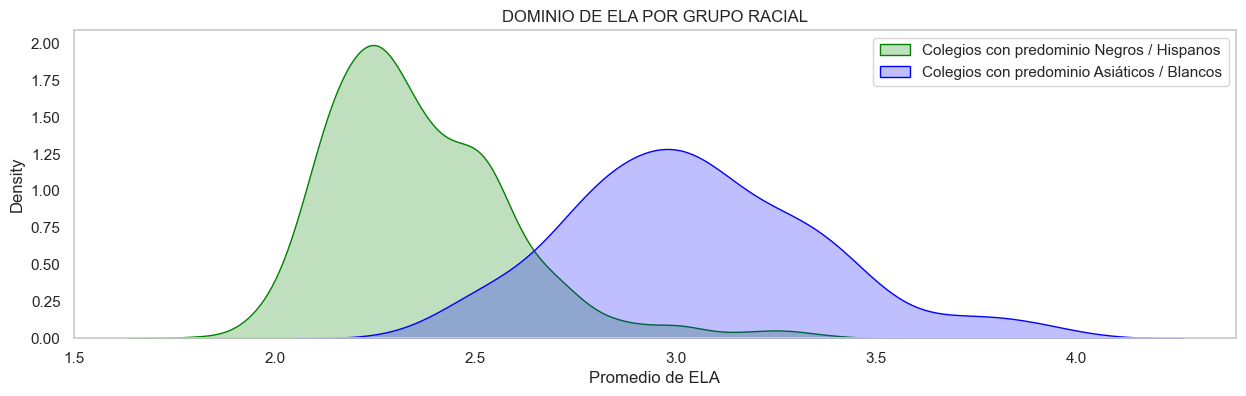 DOMINIO DE ELA POR GRUPO RACIAL
Colegios con predominio Negros / Hispanos
Colegios con predominio Asiáticos / Blancos
Density
2.00
1.75
1.50
1.25
1.00
0.75
0.50
0.25
0.00
1.5 2.0 2.5 3.0 3.5 4.0
Promedio de ELA